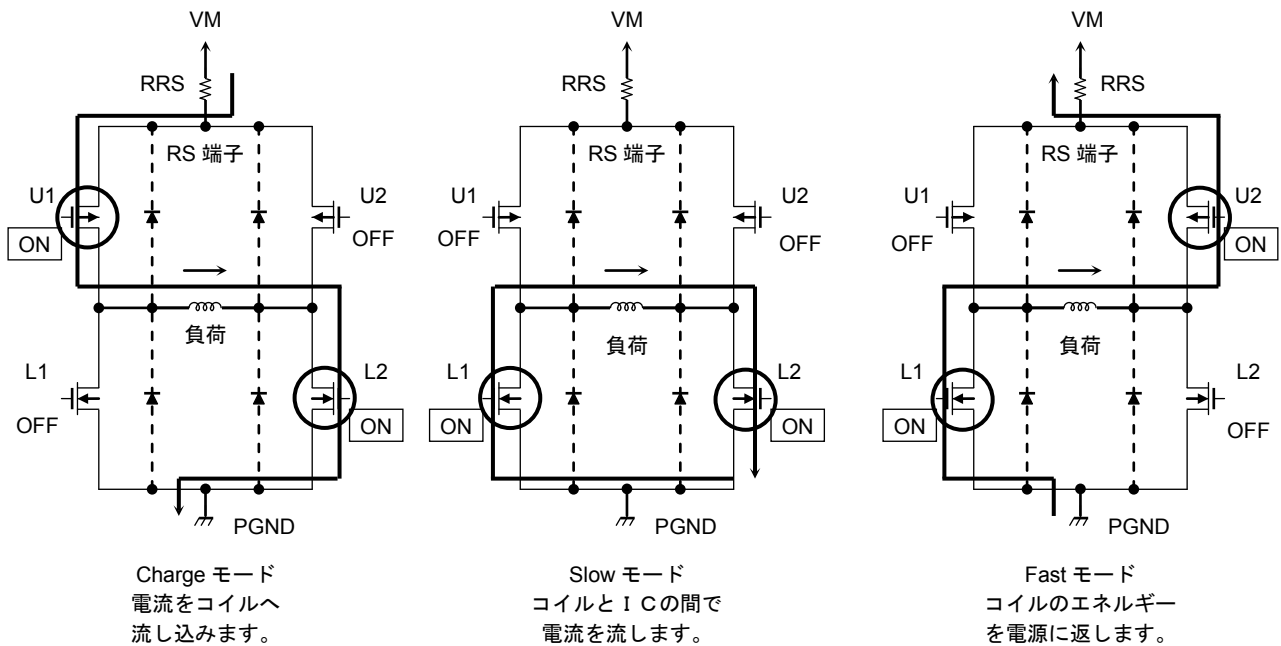 VM
RRS
RS 端子
U1
ON
U2
OFF
負荷
L1
OFF
L2
ON
PGND
Charge モード
電流をコイルへ
流し込みます。
VM
RRS
RS 端子
U1
OFF
U2
OFF
負荷
L1
ON
L2
ON
PGND
Slow モード
コイルとＩＣの間で
電流を流します。
VM
RRS
RS 端子
U1
OFF
U2
ON
負荷
L1
ON
L2
OFF
PGND
Fast モード
コイルのエネルギー
を電源に返します。